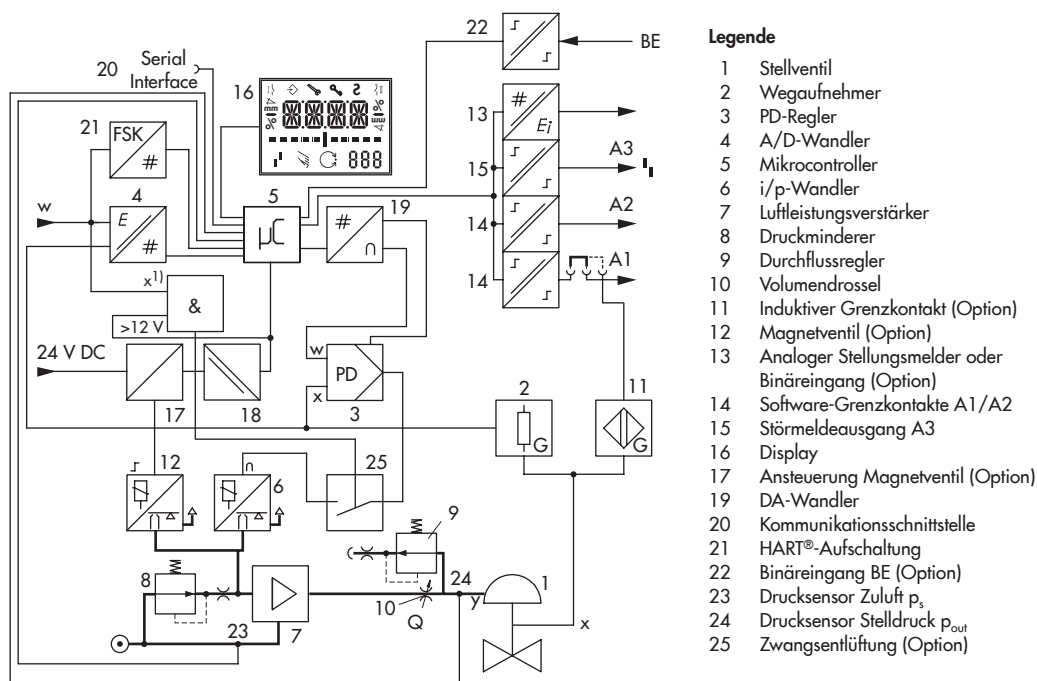 22
BE
20
Serial
Interface
16
888
13
#
Ei
21
FSK
#
15
A3
w
4
E
#
5
µC
19
#
∩
14
A2
14
A1
x¹⁾
&
>12 V
24 V DC
17
18
w
PD
x
3
2
G
11
G
12
∩
6
25
9
8
10
Q
24
y
1
x
23
7
Legende
1 Stellventil
2 Wegaufnehmer
3 PD-Regler
4 A/D-Wandler
5 Mikrocontroller
6 i/p-Wandler
7 Luftleistungsverstärker
8 Druckminderer
9 Durchflussregler
10 Volumendrossel
11 Induktiver Grenzkontakt (Option)
12 Magnetventil (Option)
13 Analoger Stellungsmelder oder
Binäreingang (Option)
14 Software-Grenzkontakte A1/A2
15 Störmeldeausgang A3
16 Display
17 Ansteuerung Magnetventil (Option)
19 DA-Wandler
20 Kommunikationsschnittstelle
21 HART®-Aufschaltung
22 Binäreingang BE (Option)
23 Drucksensor Zuluft ps
24 Drucksensor Stelldruck pout
25 Zwangsentlüftung (Option)